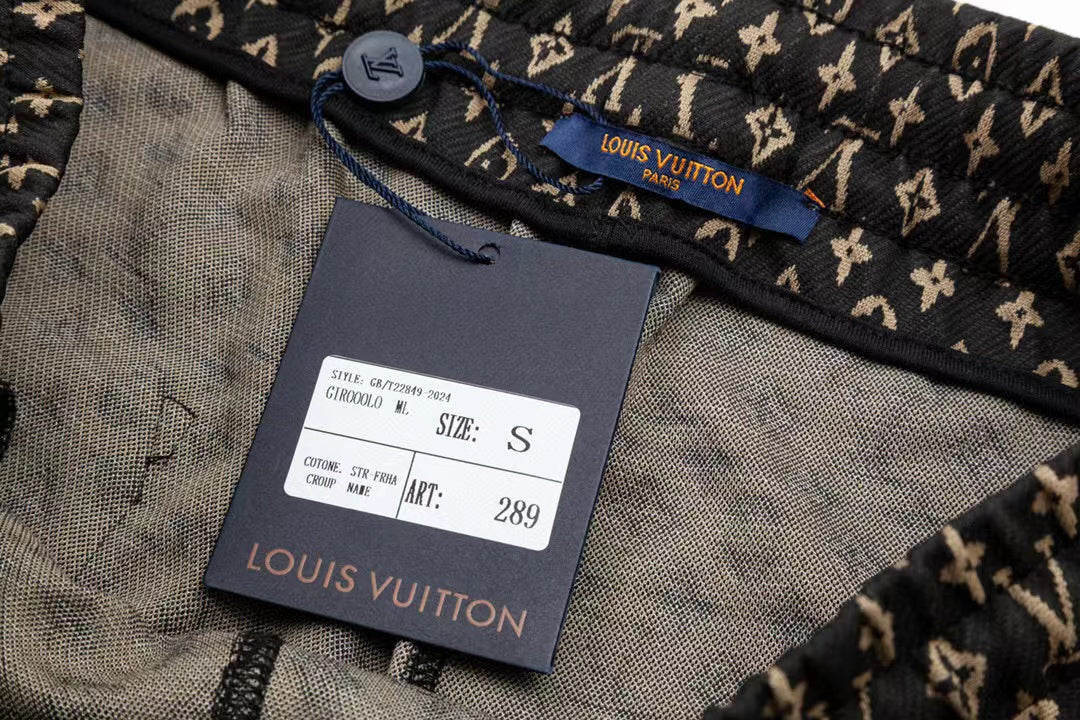 LOUIS VUITTON
PARIS
STYLE: GB/T22849-2024
GIROOOLO ML
SIZE: S
COTONE. STR-FRHA
CROUP NAME
ART: 289
LOUIS VUITTON